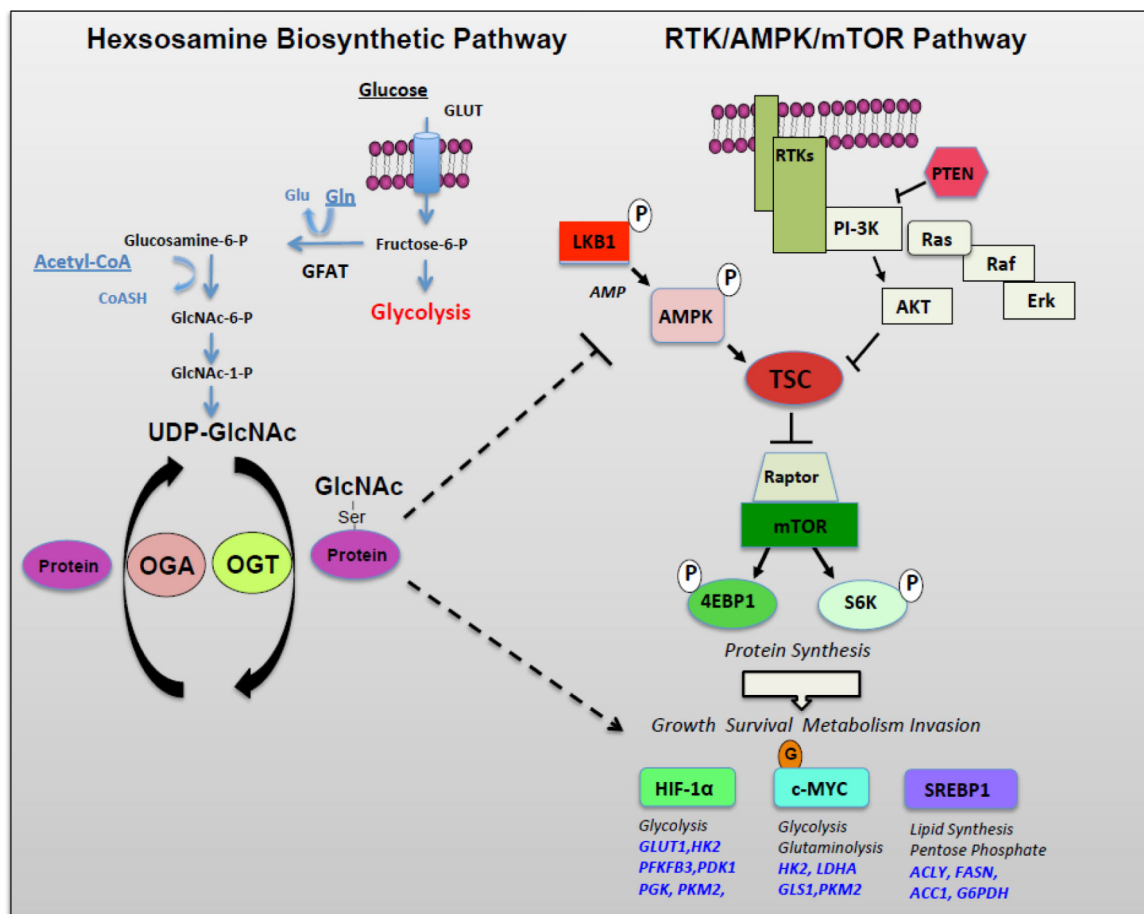 Hexsosamine Biosynthetic Pathway
RTK/AMPK/mTOR Pathway
Glucose
GLUT
Glu
Gln
Glucosamine-6-P
Fructose-6-P
GFAT
Acetyl-CoA
CoASH
Glycolysis
GlcNAc-6-P
GlcNAc-1-P
UDP-GlcNAc
GlcNAc
Ser
Protein
OGA
OGT
Protein
RTKs
PTEN
PI-3K
Ras
Raf
Erk
AKT
P
LKB1
AMP
P
AMPK
TSC
Raptor
mTOR
P
4EBP1
S6K
P
Protein Synthesis
Growth Survival Metabolism Invasion
G
HIF-1α
c-MYC
SREBP1
Glycolysis
GLUT1,HK2
PFKFB3,PDK1
PGK, PKM2,
Glycolysis
Glutaminolysis
HK2, LDHA
GLS1,PKM2
Lipid Synthesis
Pentose Phosphate
ACLY, FASN,
ACC1, G6PDH